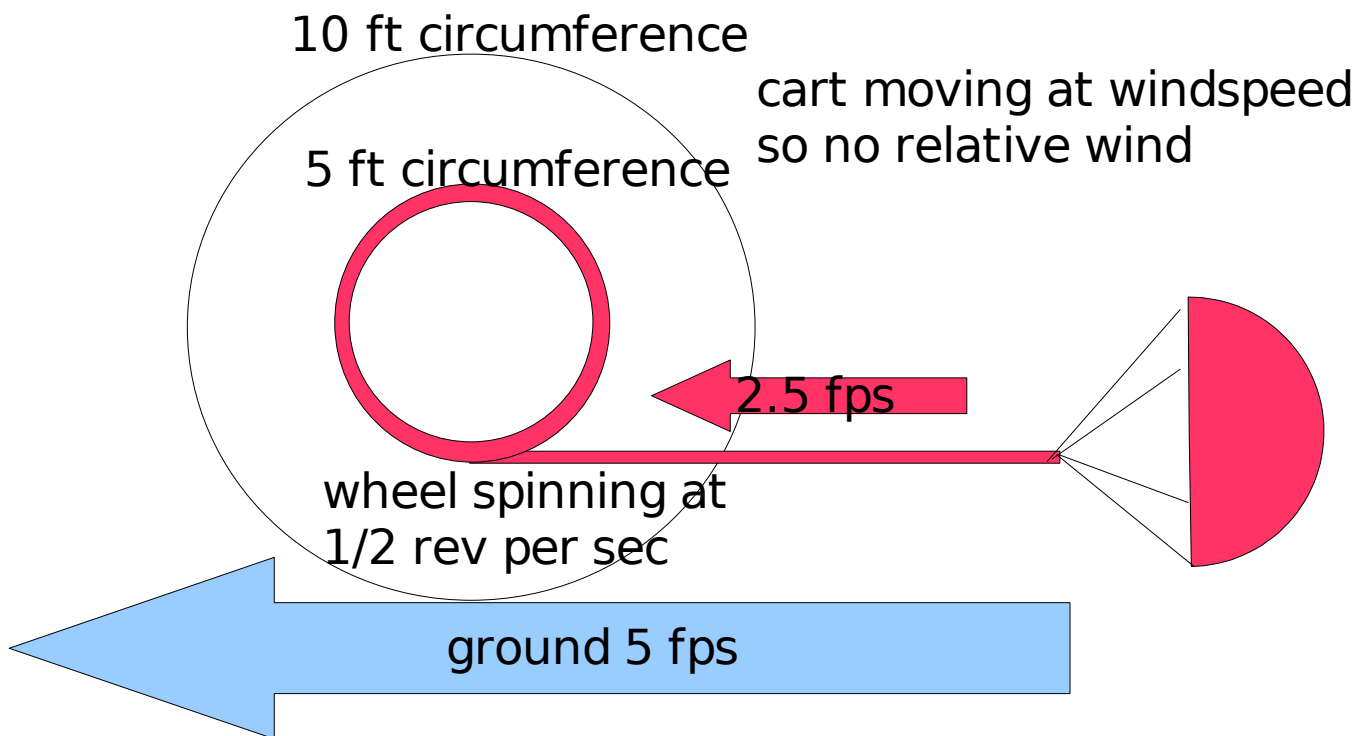 10 ft circumference
cart moving at windspeed
so no relative wind
5 ft circumference
2.5 fps
wheel spinning at
1/2 rev per sec
ground 5 fps